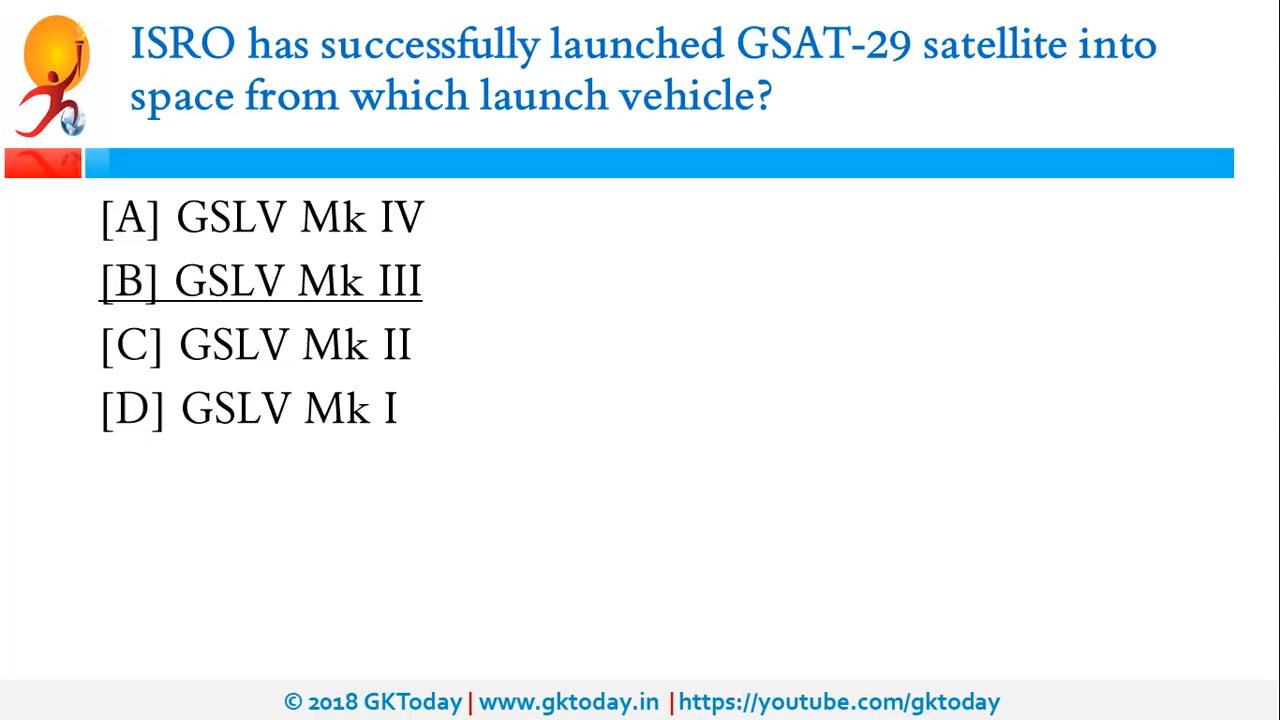 ISRO has successfully launched GSAT-29 satellite into
space from which launch vehicle?
[A] GSLV Mk IV
[B] GSLV Mk III
[C] GSLV Mk II
[D] GSLV Mk I
© 2018 GKToday | www.gktoday.in | https://youtube.com/gktoday